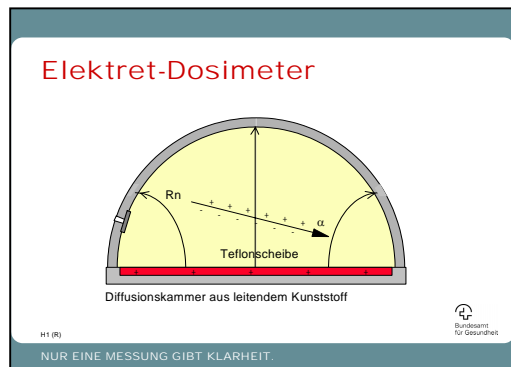 Elektret-Dosimeter
Rn
+ + + + + + +
- - - - - - -
α
Teflonscheibe
+ + + + +
Diffusionskammer aus leitendem Kunststoff
H1 (R)
Bundesamt
für Gesundheit
NUR EINE MESSUNG GIBT KLARHEIT.